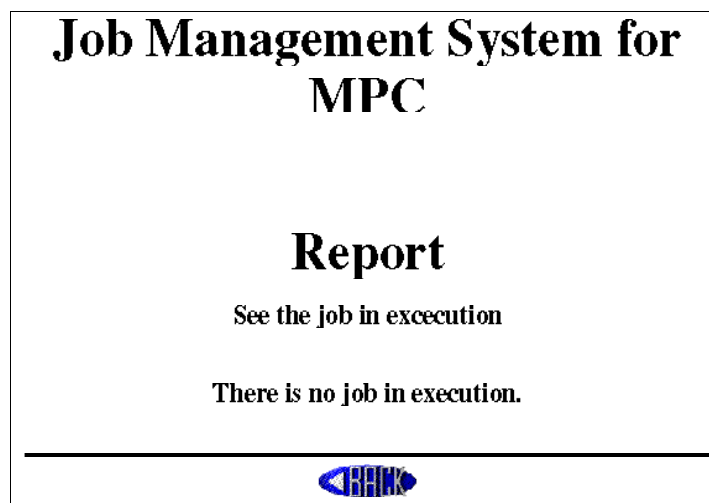 Job Management System for
MPC
Report
See the job in excecution
There is no job in execution.
BACK